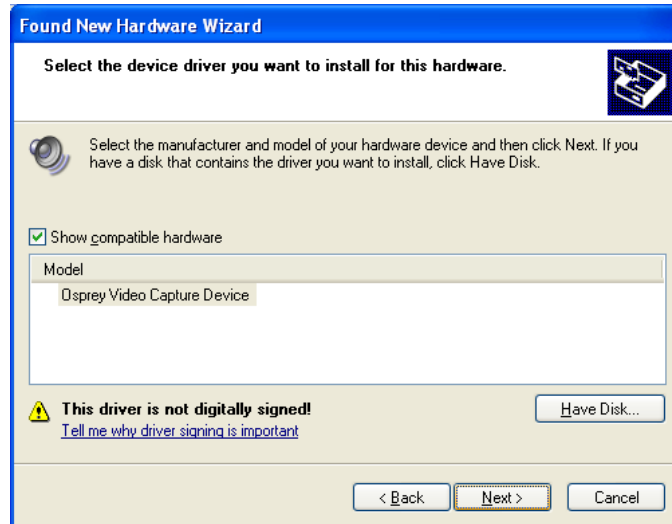 Found New Hardware Wizard
Select the device driver you want to install for this hardware.
Select the manufacturer and model of your hardware device and then click Next. If you
have a disk that contains the driver you want to install, click Have Disk.
Show compatible hardware
Model
Osprey Video Capture Device
This driver is not digitally signed!
Have Disk...
Tell me why driver signing is important
< Back
Next >
Cancel